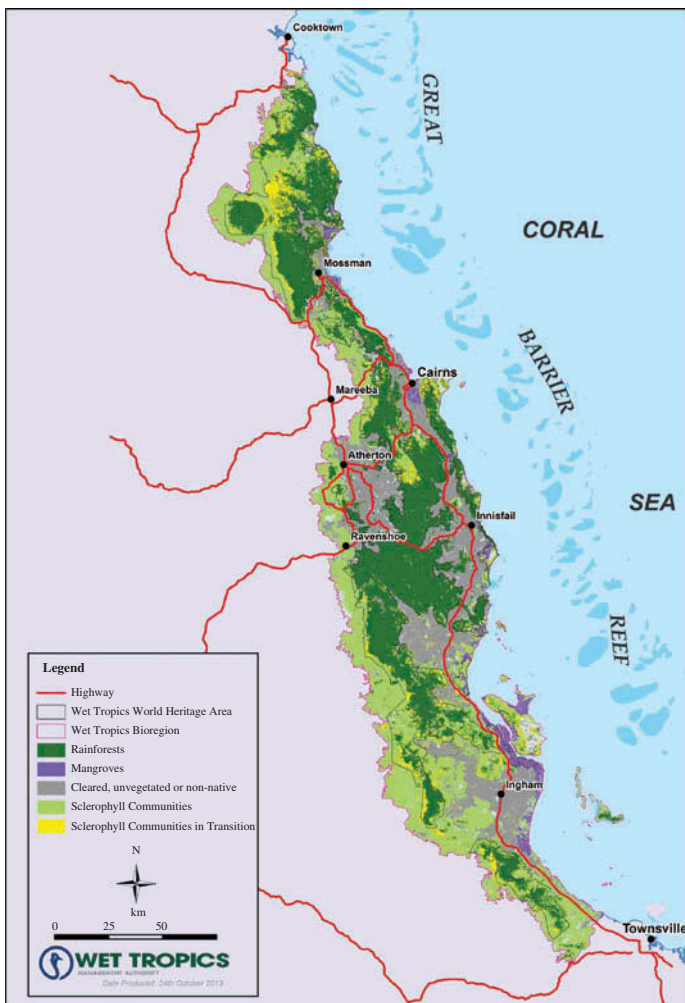 Cooktown
GREAT
CORAL
Mossman
BARRIER
Cairns
Mareeba
Atherton
SEA
Innisfail
Ravenshoe
REEF
Legend
Highway
Wet Tropics World Heritage Area
Wet Tropics Bioregion
Rainforests
Mangroves
Cleared, unvegetated or non-native
Sclerophyll Communities
Sclerophyll Communities in Transition
Ingham
N
km
0 25 50
Townsville
WET TROPICS
MANAGEMENT AUTHORITY
Date Produced: 24th October 2013